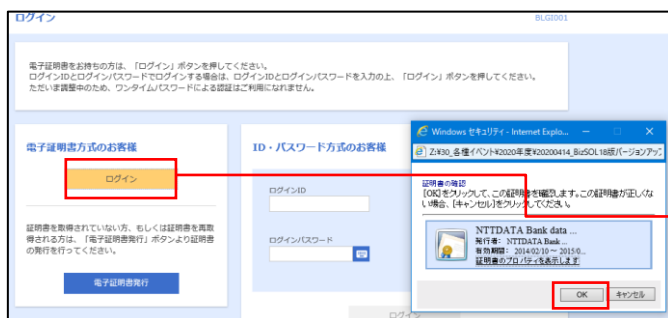 ログイン
BLGI001
電子証明書をお持ちの方は、「ログイン」ボタンを押してください。
ログインIDとログインパスワードでログインする場合は、ログインIDとログインパスワードを入力の上、「ログイン」ボタンを押してください。
ただいま調整中のため、ワンタイムパスワードによる認証はご利用になれません。
電子証明書方式のお客様
ログイン
証明書を取得されていない方、もしくは証明書を再取
得される方は、「電子証明書発行」ボタンより証明書
の発行を行ってください。
電子証明書発行
ID・パスワード方式のお客様
ログインID
ログインパスワード
ログイン
Windows セキュリティ - Internet Explo...
Z:¥30_各種イベント¥2020年度¥20200414_BizSOL18版バージョンアップ
証明書の確認
[OK]をクリックして、この証明書を確認します。この証明書が正しくな
い場合、[キャンセル]をクリックしてください。
NTTDATA Bank data ...
発行者: NTTDATA Bank ...
有効期間: 2014/02/10 ～ 2015/0...
証明書のプロパティを表示します
OK
キャンセル